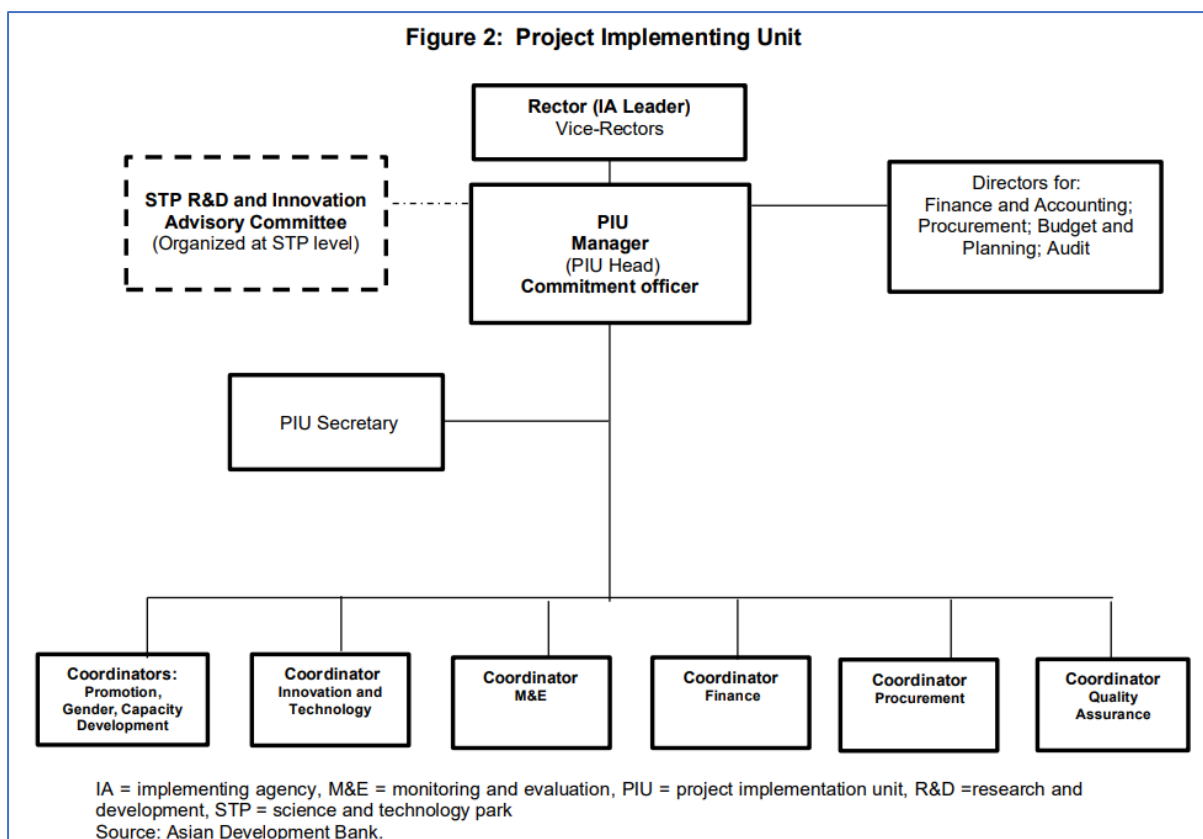 Figure 2:  Project Implementing Unit
Rector (IA Leader)
Vice-Rectors
STP R&D and Innovation
Advisory Committee
(Organized at STP level)
PIU
Manager
(PIU Head)
Commitment officer
Directors for:
Finance and Accounting;
Procurement; Budget and
Planning; Audit
PIU Secretary
Coordinators:
Promotion,
Gender, Capacity
Development
Coordinator
Innovation and
Technology
Coordinator
M&E
Coordinator
Finance
Coordinator
Procurement
Coordinator
Quality
Assurance
IA = implementing agency, M&E = monitoring and evaluation, PIU = project implementation unit, R&D =research and
development, STP = science and technology park
Source: Asian Development Bank.